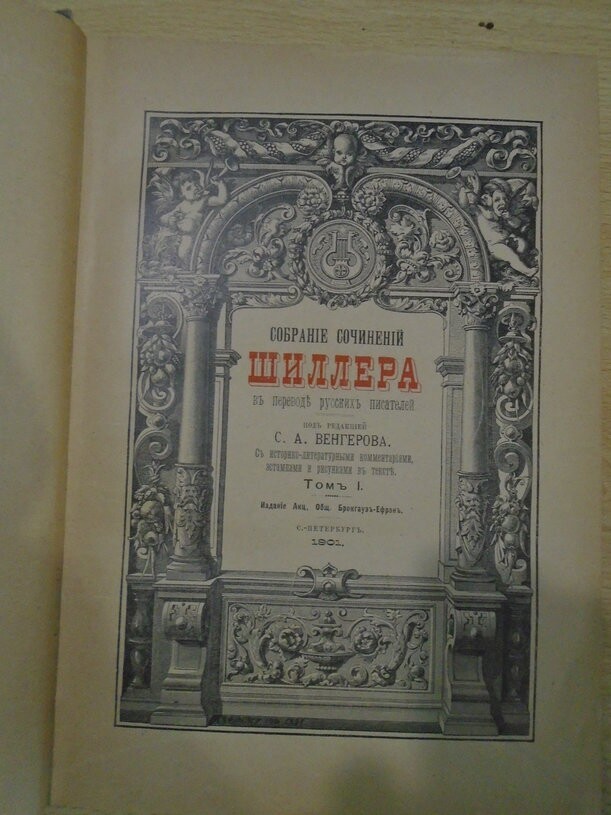 СОБРАНІЕ СОЧИНЕНІЙ
ШИЛЛЕРА
въ переводѣ русскихъ писателей
ПОДЪ РЕДАКЦІЕЙ
С. А. ВЕНГЕРОВА.
Съ историко-литературными комментаріями,
эстампами и рисунками въ текстѣ.
Томъ I.
Изданіе Акц. Общ. Брокгаузъ-Ефронъ.
С.-ПЕТЕРБУРГЪ.
1901.